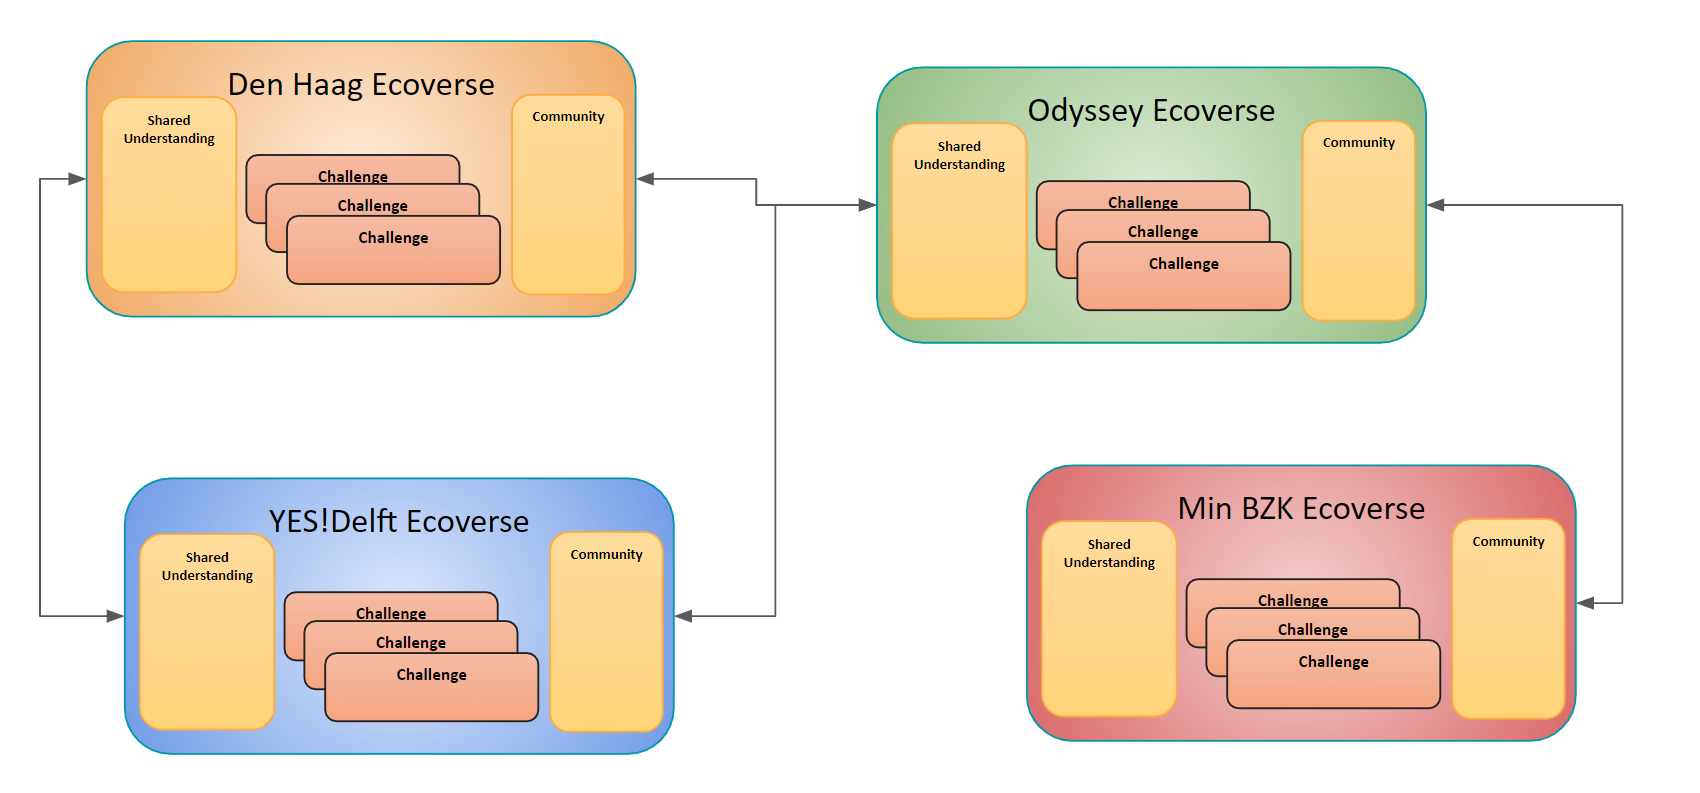 Den Haag Ecoverse
Shared
Understanding
Challenge
Challenge
Challenge
Community
Odyssey Ecoverse
Shared
Understanding
Challenge
Challenge
Challenge
Community
YES!Delft Ecoverse
Shared
Understanding
Challenge
Challenge
Challenge
Community
Min BZK Ecoverse
Shared
Understanding
Challenge
Challenge
Challenge
Community